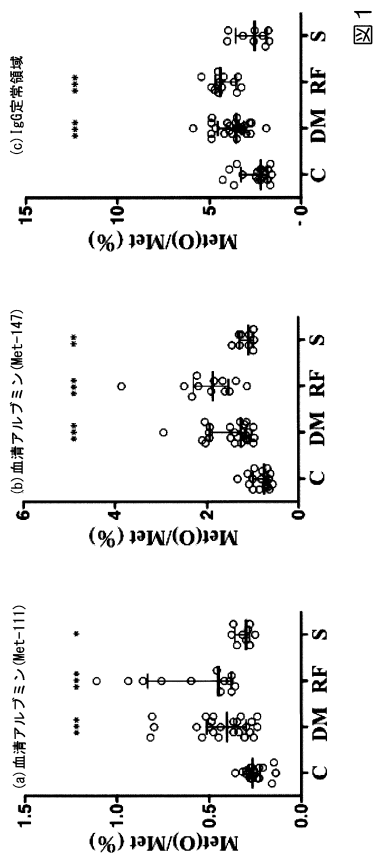 図1
(a)血清アルブミン(Met-111)
* *** ***
Met(O)/Met (%)
1.5
1.0
0.5
0.0
C DM RF S
(b)血清アルブミン(Met-147)
*** *** **
Met(O)/Met (%)
6
4
2
0
C DM RF S
(c)IgG定常領域
*** ***
Met(O)/Met (%)
15
10
5
-0
C DM RF S